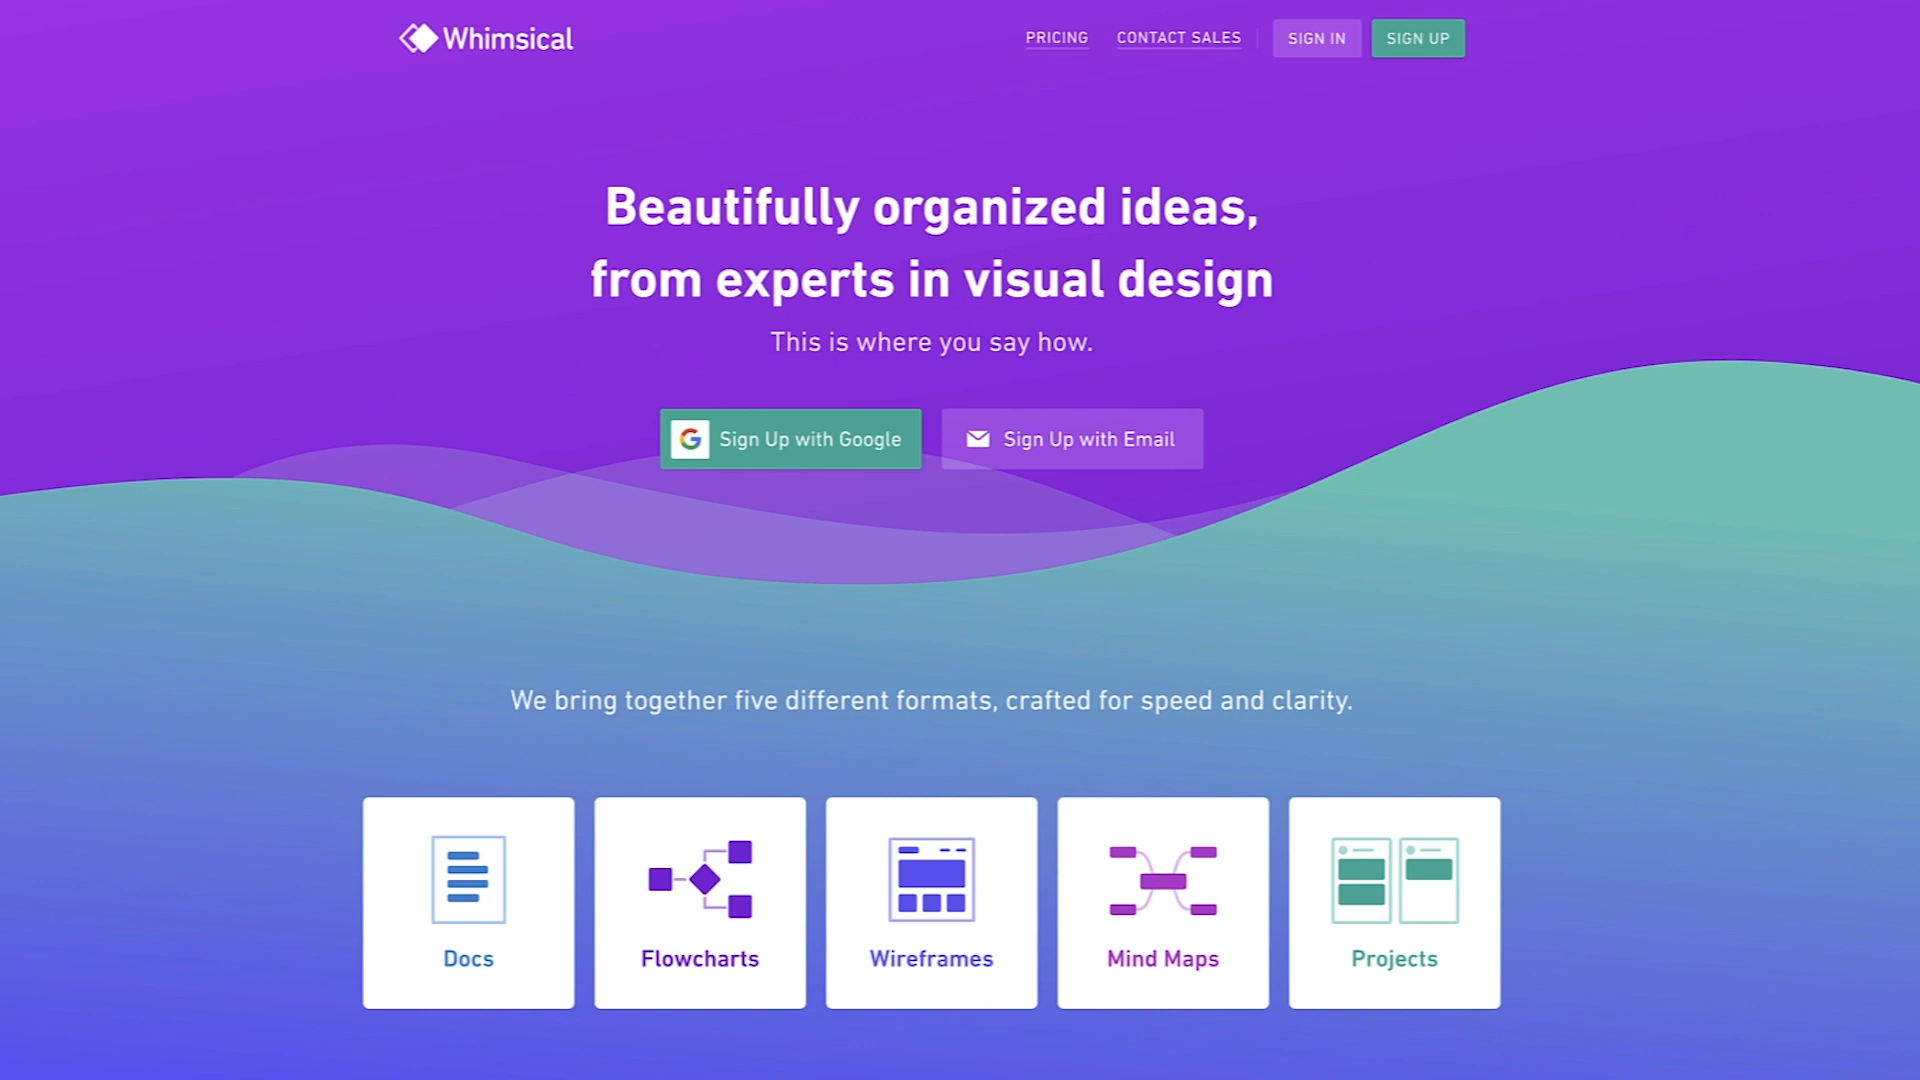 Whimsical
PRICING
CONTACT SALES
SIGN IN
SIGN UP
Beautifully organized ideas,
from experts in visual design
This is where you say how.
Sign Up with Google
Sign Up with Email
We bring together five different formats, crafted for speed and clarity.
Docs
Flowcharts
Wireframes
Mind Maps
Projects